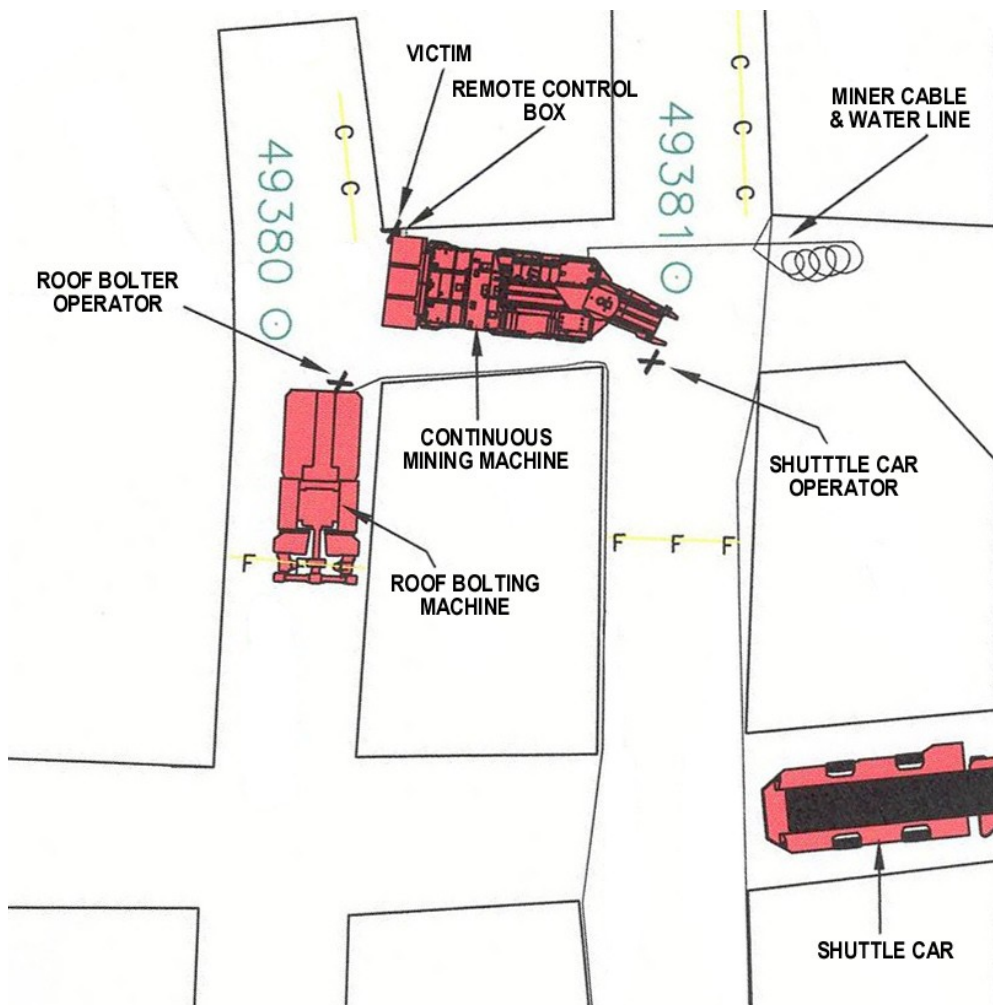 VICTIM
REMOTE CONTROL
BOX
MINER CABLE
& WATER LINE
C
C
C
C
C
49380
49381
ROOF BOLTER
OPERATOR
CONTINUOUS
MINING MACHINE
SHUTTTLE CAR
OPERATOR
F
F
F
F
F
ROOF BOLTING
MACHINE
SHUTTLE CAR